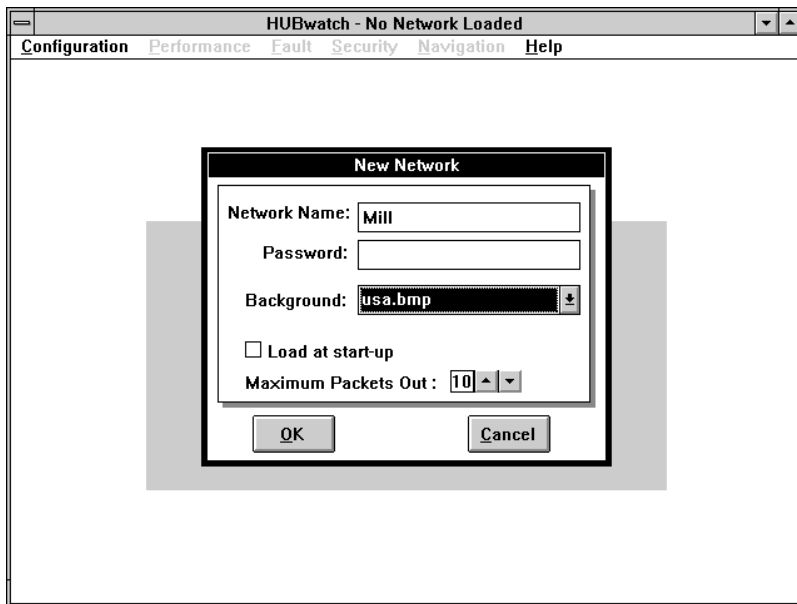 HUBwatch - No Network Loaded
Configuration Performance Fault Security Navigation Help
New Network
Network Name: Mill
Password:
Background: usa.bmp
Load at start-up
Maximum Packets Out : 10
OK Cancel